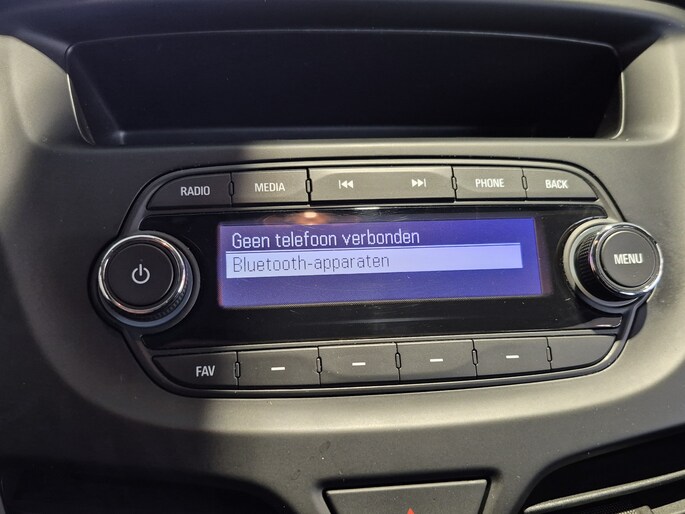 RADIO MEDIA PHONE BACK
Geen telefoon verbonden
Bluetooth-apparaten
MENU
FAV